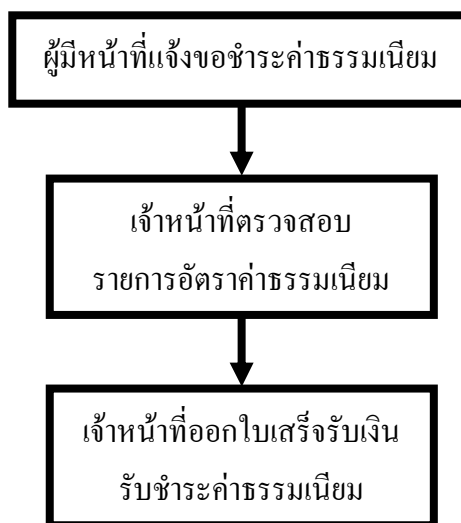 ผู้มีหน้าที่แจ้งขอชำระค่าธรรมเนียม
เจ้าหน้าที่ตรวจสอบ
รายการอัตราค่าธรรมเนียม
เจ้าหน้าที่ออกใบเสร็จรับเงิน
รับชำระค่าธรรมเนียม